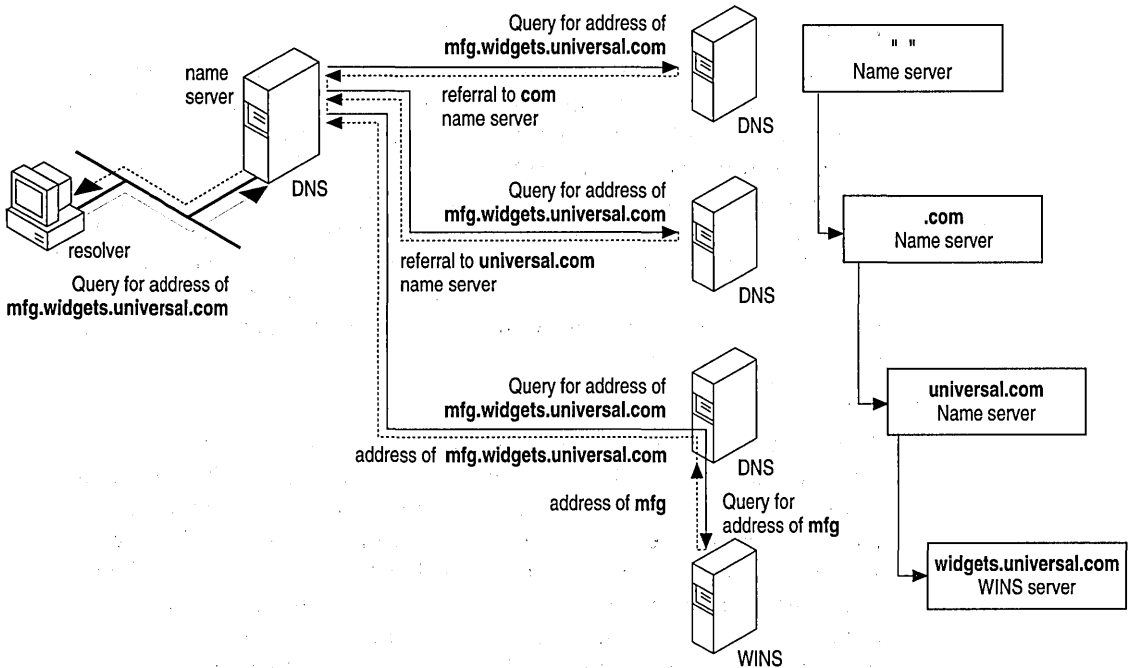 Query for address of
mfg.widgets.universal.com
name
server
referral to com
name server
DNS
DNS
" "
Name server
resolver
Query for address of
mfg.widgets.universal.com
Query for address of
mfg.widgets.universal.com
referral to universal.com
name server
DNS
.com
Name server
Query for address of
mfg.widgets.universal.com
address of mfg.widgets.universal.com
DNS
address of mfg
Query for
address of mfg
WINS
universal.com
Name server
widgets.universal.com
WINS server